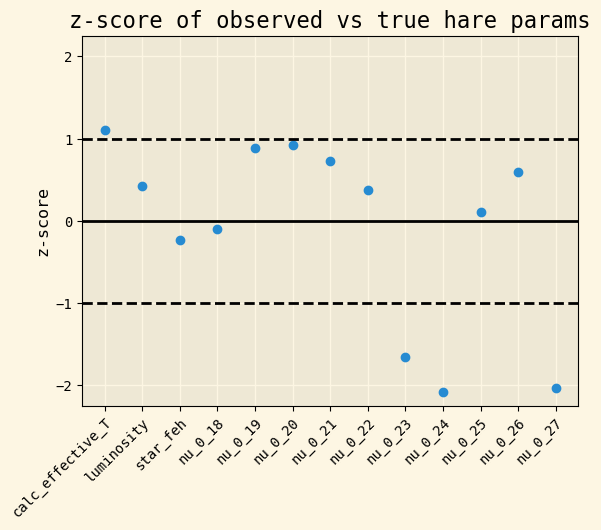 z-score of observed vs true hare params
2
1
0
−1
−2
z-score
calc_effective_T
luminosity
star_feh
nu_0_18
nu_0_19
nu_0_20
nu_0_21
nu_0_22
nu_0_23
nu_0_24
nu_0_25
nu_0_26
nu_0_27